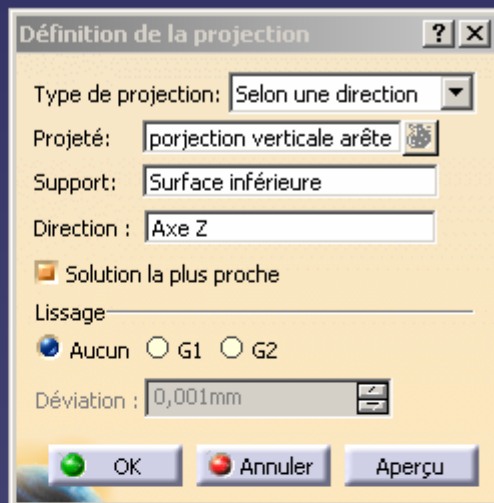 Définition de la projection
Type de projection: Selon une direction
Projeté: porjection verticale arête
Support: Surface inférieure
Direction : Axe Z
Solution la plus proche
Lissage
Aucun G1 G2
Déviation : 0,001mm
OK Annuler Aperçu